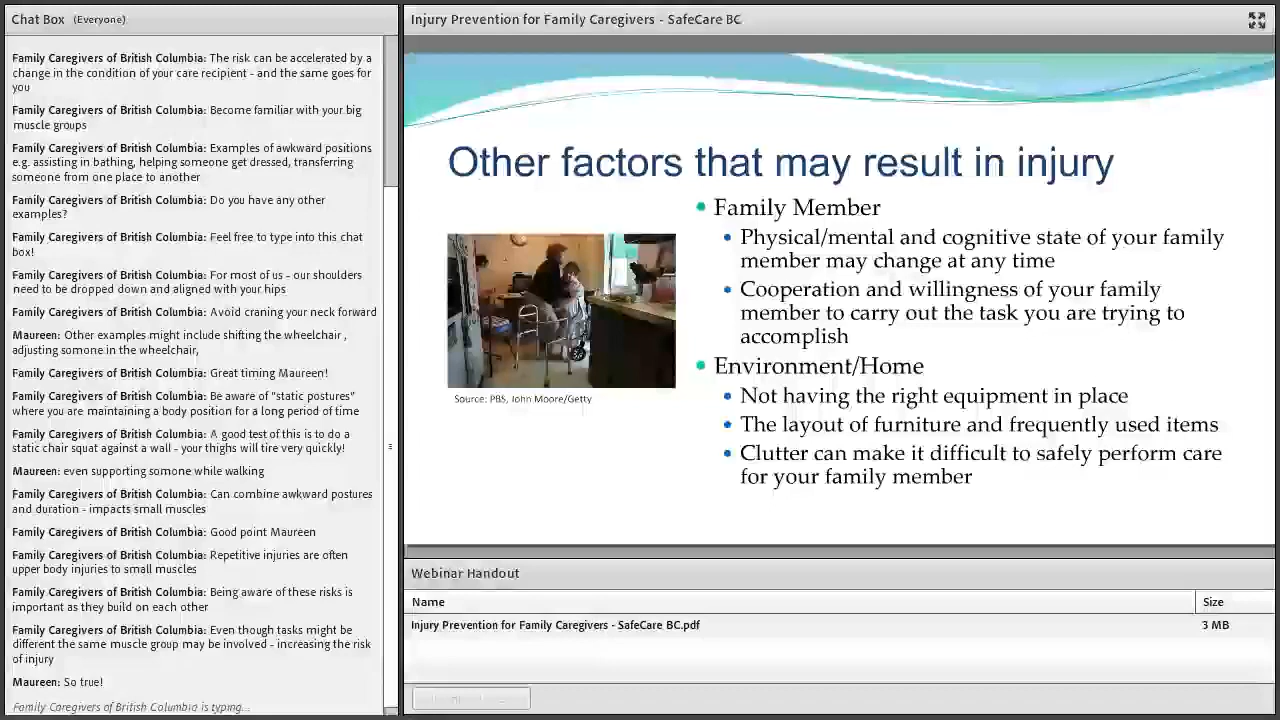 Chat Box (Everyone)
Family Caregivers of British Columbia: The risk can be accelerated by a
change in the condition of your care recipient - and the same goes for
you
Family Caregivers of British Columbia: Become familiar with your big
muscle groups
Family Caregivers of British Columbia: Examples of awkward positions
e.g. assisting in bathing, helping someone get dressed, transferring
someone from one place to another
Family Caregivers of British Columbia: Do you have any other
examples?
Family Caregivers of British Columbia: Feel free to type into this chat
box!
Family Caregivers of British Columbia: For most of us - our shoulders
need to be dropped down and aligned with your hips
Family Caregivers of British Columbia: Avoid craning your neck forward
Maureen: Other examples might include shifting the wheelchair ,
adjusting somone in the wheelchair,
Family Caregivers of British Columbia: Great timing Maureen!
Family Caregivers of British Columbia: Be aware of "static postures"
where you are maintaining a body position for a long period of time
Family Caregivers of British Columbia: A good test of this is to do a
static chair squat against a wall - your thighs will tire very quickly!
Maureen: even supporting somone while walking
Family Caregivers of British Columbia: Can combine awkward postures
and duration - impacts small muscles
Family Caregivers of British Columbia: Good point Maureen
Family Caregivers of British Columbia: Repetitive injuries are often
upper body injuries to small muscles
Family Caregivers of British Columbia: Being aware of these risks is
important as they build on each other
Family Caregivers of British Columbia: Even though tasks might be
different the same muscle group may be involved - increasing the risk
of injury
Maureen: So true!
Family Caregivers of British Columbia is typing...
Injury Prevention for Family Caregivers - SafeCare BC
Other factors that may result in injury
Source: PBS, John Moore/Getty
Family Member
Physical/mental and cognitive state of your family
member may change at any time
Cooperation and willingness of your family
member to carry out the task you are trying to
accomplish
Environment/Home
Not having the right equipment in place
The layout of furniture and frequently used items
Clutter can make it difficult to safely perform care
for your family member
Webinar Handout
Name Size
Injury Prevention for Family Caregivers - SafeCare BC.pdf 3 MB